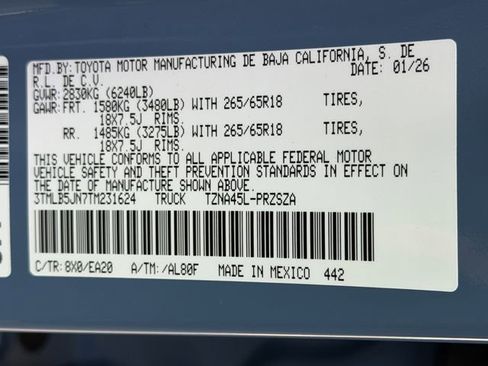 MFD.BY:TOYOTA MOTOR MANUFACTURING DE BAJA CALIFORNIA, S. DE
R.L. DE C.V. 01/26
GVWR: 2830KG (6240LB)
GAWR:FRT. 1580KG (3480LB) WITH 265/65R18 TIRES,
18X7.5J RIMS.
RR. 1485KG (3275LB) WITH 265/65R18 TIRES,
18X7.5J RIMS.
THIS VEHICLE CONFORMS TO ALL APPLICABLE FEDERAL MOTOR
VEHICLE SAFETY AND THEFT PREVENTION STANDARDS IN EFFECT ON
THE DATE OF MANUFACTURE SHOWN ABOVE.
3TMLB5JN7TM231624 TRUCK TZNA45L-PRZSZA
C/TR: 8X0/EA20 A/TM: /AL80F MADE IN MEXICO 442